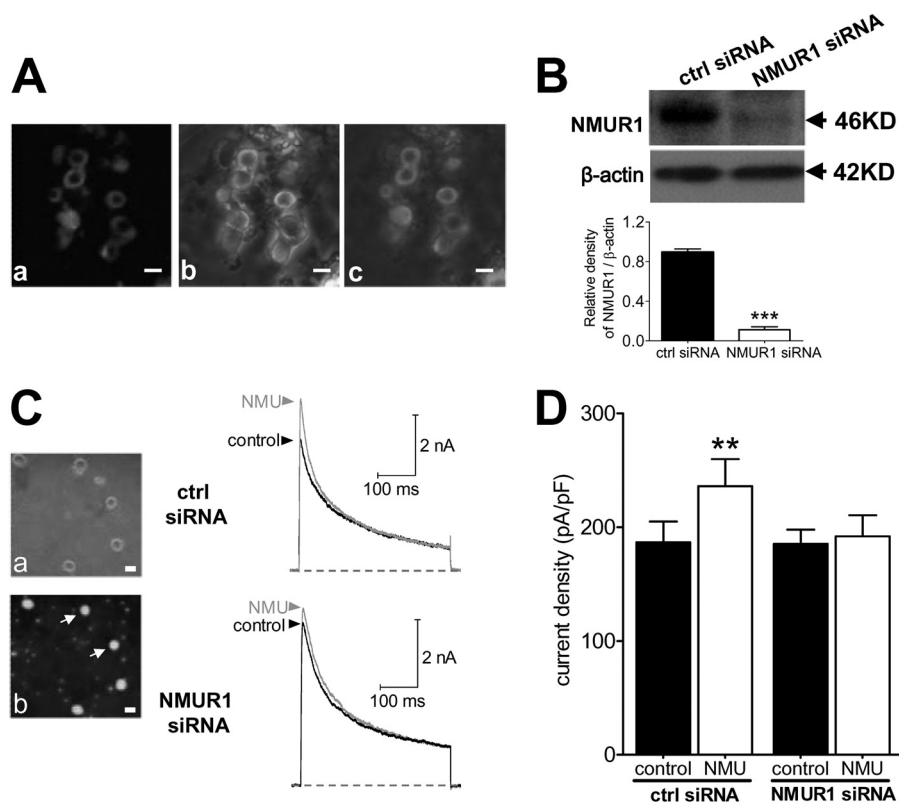 A
a
b
c
B
ctrl siRNA
NMUR1 siRNA
NMUR1
46KD
β-actin
42KD
Relative density
of NMUR1 / β-actin
1.2
0.8
0.4
0.0
***
ctrl siRNA
NMUR1 siRNA
C
a
b
ctrl
siRNA
NMU
control
2 nA
100 ms
NMUR1
siRNA
NMU
control
2 nA
100 ms
D
current density (pA/pF)
300
200
100
0
**
control
NMU
control
NMU
ctrl siRNA
NMUR1 siRNA